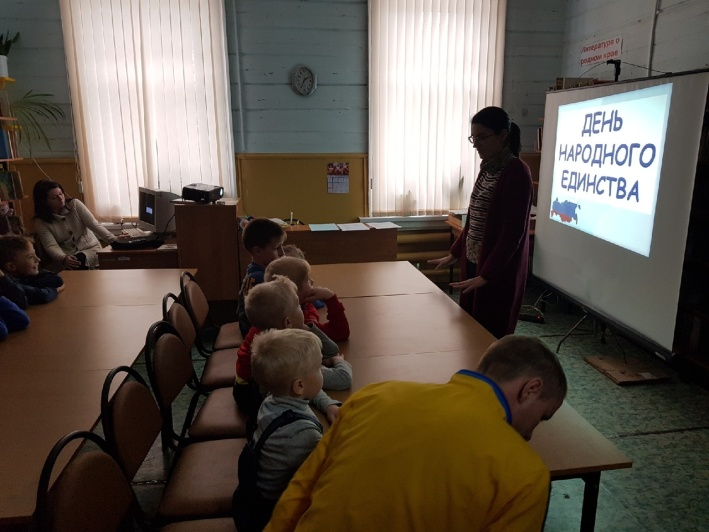 Литература о
родном крае
ДЕНЬ
НАРОДНОГО
ЕДИНСТВА